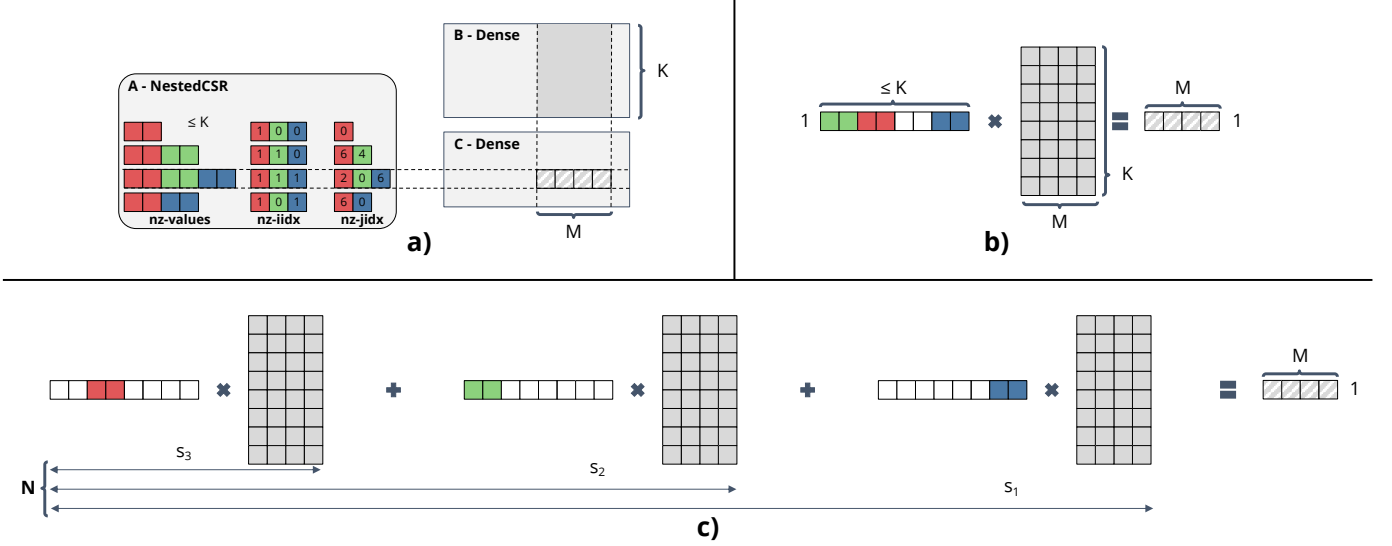 B - Dense
K
A - NestedCSR
≤ K
1 0 0
0
1 1 0
6 4
1 1 1
2 0 6
1 0 1
6 0
nz-values
nz-iidx
nz-jidx
C - Dense
M
a)
≤ K
1
K
M
M
1
b)
M
1
s3
s2
s1
N
c)